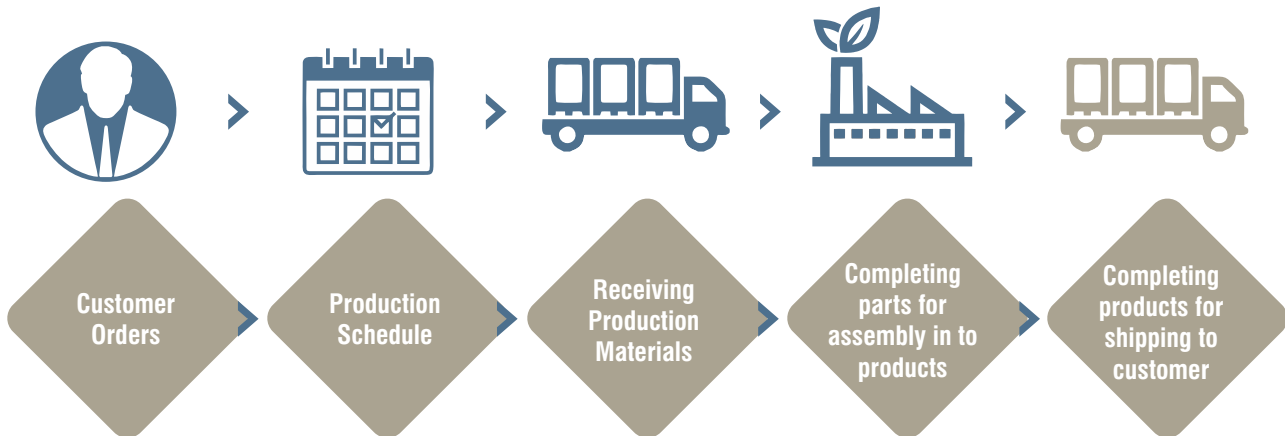 Customer
Orders
Production
Schedule
Receiving
Production
Materials
Completing
parts for
assembly in to
products
Completing
products for
shipping to
customer